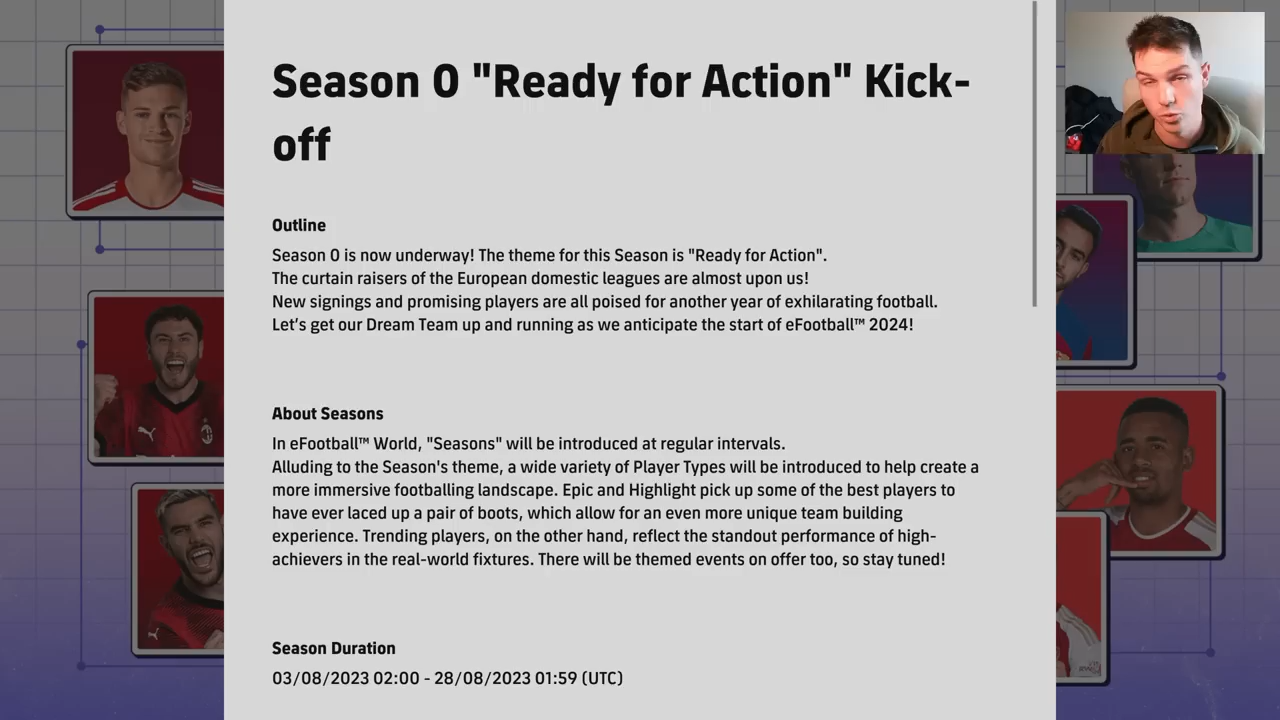 Season 0 "Ready for Action" Kick-
off
Outline
Season 0 is now underway! The theme for this Season is "Ready for Action".
The curtain raisers of the European domestic leagues are almost upon us!
New signings and promising players are all poised for another year of exhilarating football.
Let's get our Dream Team up and running as we anticipate the start of eFootball™ 2024!
About Seasons
In eFootball™ World, "Seasons" will be introduced at regular intervals.
Alluding to the Season's theme, a wide variety of Player Types will be introduced to help create a
more immersive footballing landscape. Epic and Highlight pick up some of the best players to
have ever laced up a pair of boots, which allow for an even more unique team building
experience. Trending players, on the other hand, reflect the standout performance of high-
achievers in the real-world fixtures. There will be themed events on offer too, so stay tuned!
Season Duration
03/08/2023 02:00 - 28/08/2023 01:59 (UTC)